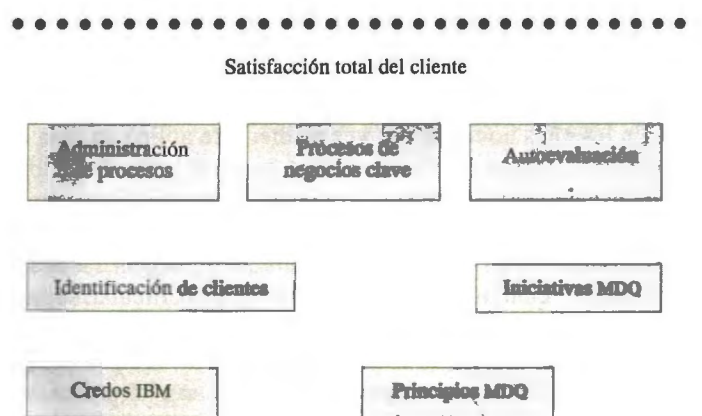 Satisfacción total del cliente
Administración
de procesos
Procesos de
negocios clave
Autoevaluación
Identificación de clientes
Iniciativas MDQ
Credos IBM
Principios MDQ